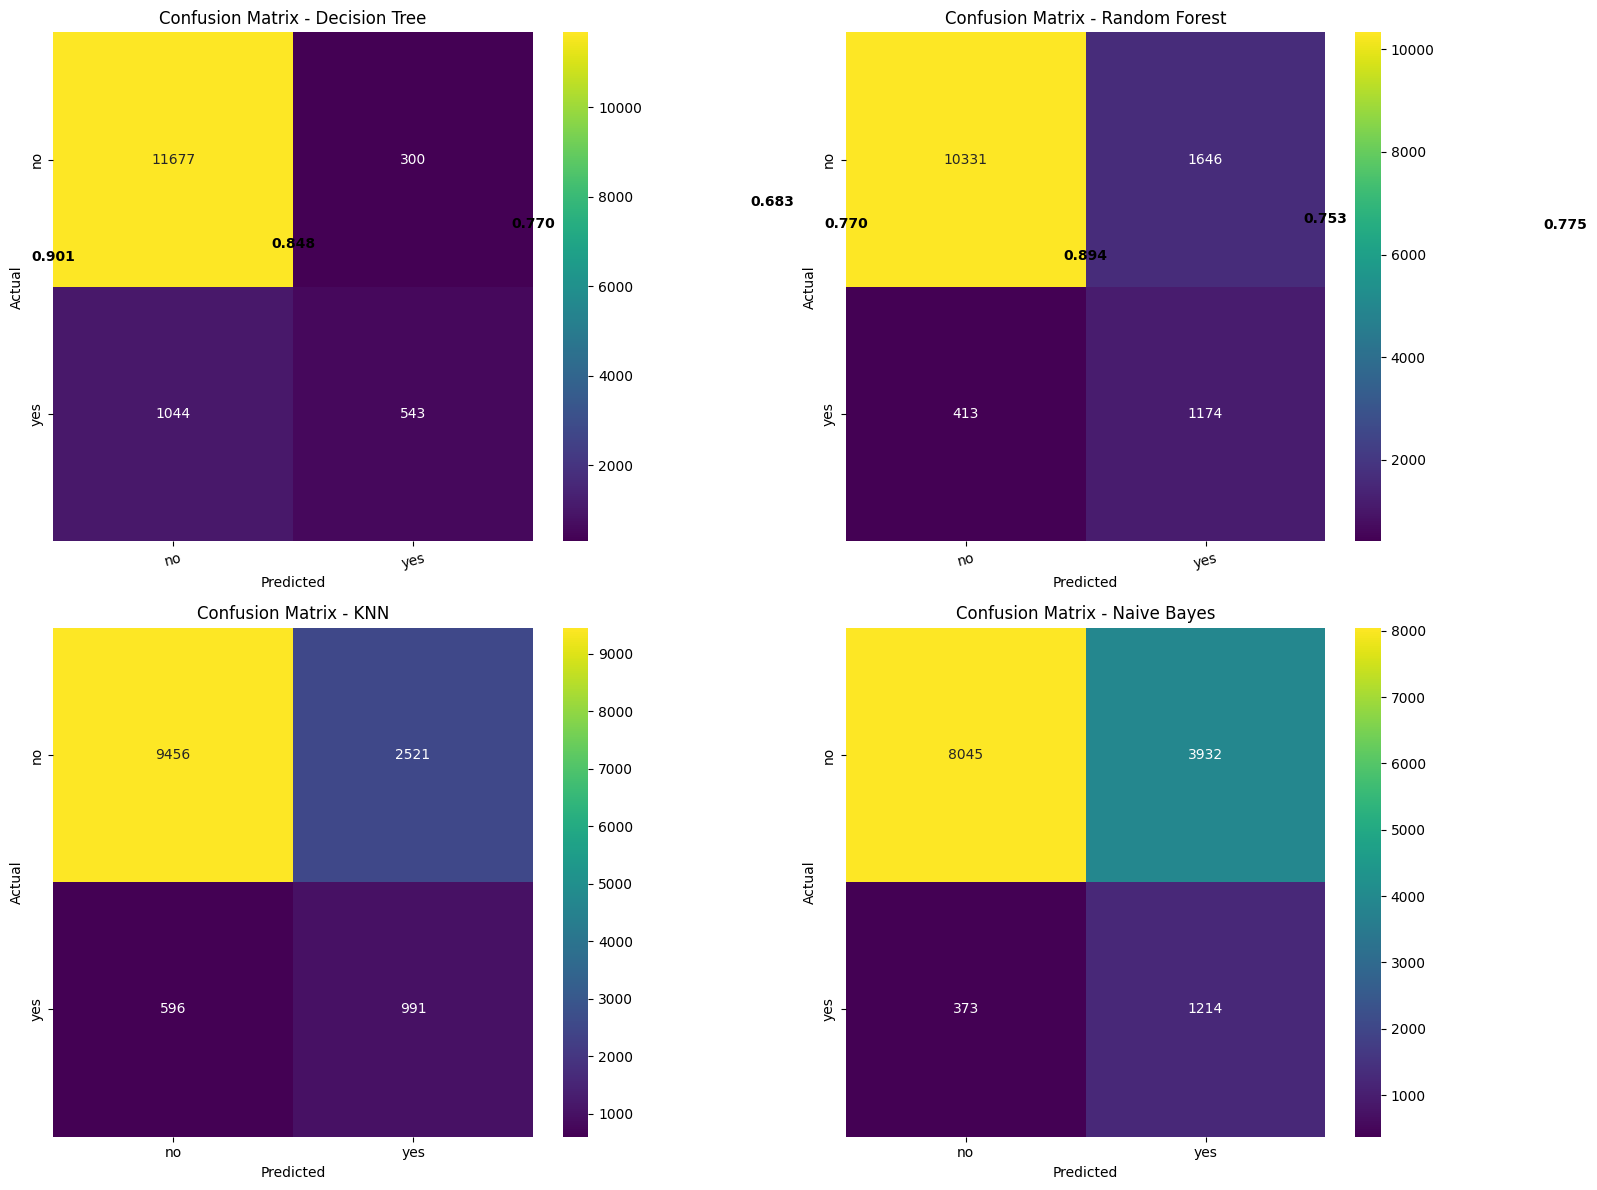 Confusion Matrix - Decision Tree
no
yes
Actual
11677
300
1044
543
0.901
0.848
0.770
no
yes
Predicted
10000
8000
6000
4000
2000
0.683
Confusion Matrix - Random Forest
no
yes
Actual
10331
1646
413
1174
0.770
0.894
0.753
0.775
no
yes
Predicted
10000
8000
6000
4000
2000
Confusion Matrix - KNN
no
yes
Actual
9456
2521
596
991
no
yes
Predicted
9000
8000
7000
6000
5000
4000
3000
2000
1000
Confusion Matrix - Naive Bayes
no
yes
Actual
8045
3932
373
1214
no
yes
Predicted
8000
7000
6000
5000
4000
3000
2000
1000